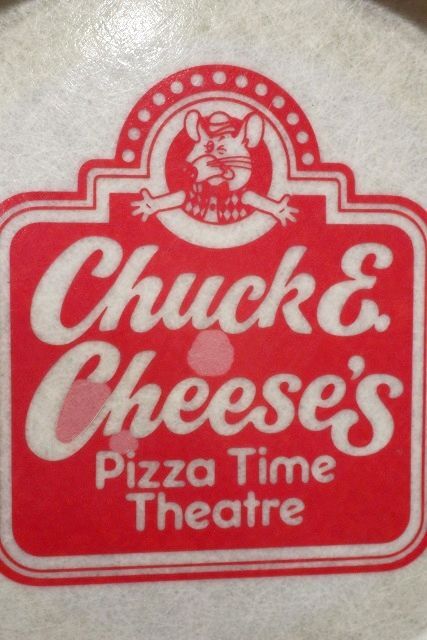 Chuck E.
Cheese's
Pizza Time
Theatre